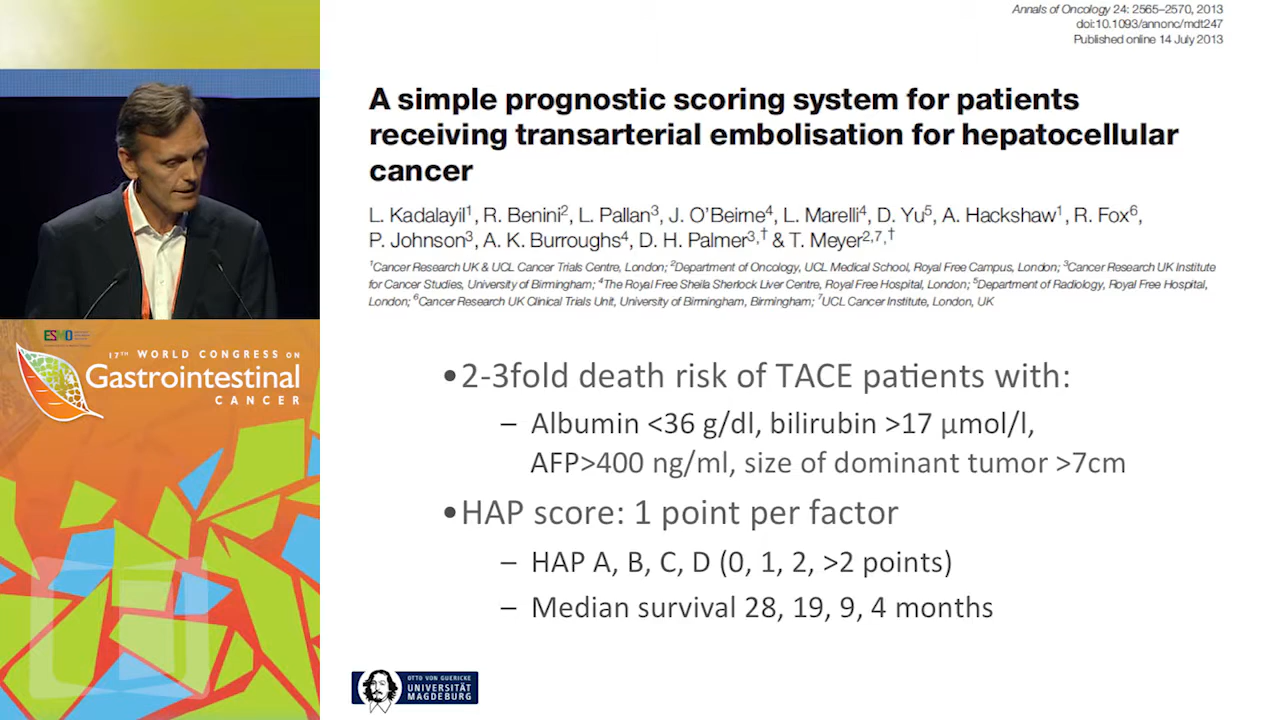 Annals of Oncology 24: 2565–2570, 2013
doi:10.1093/annonc/mdt247
Published online 14 July 2013
A simple prognostic scoring system for patients
receiving transarterial embolisation for hepatocellular
cancer
L. Kadalayil1, R. Benini2, L. Pallan3, J. O'Beirne4, L. Marelli4, D. Yu5, A. Hackshaw1, R. Fox6,
P. Johnson3, A. K. Burroughs4, D. H. Palmer3,† & T. Meyer2,7,†
1Cancer Research UK & UCL Cancer Trials Centre, London; 2Department of Oncology, UCL Medical School, Royal Free Campus, London; 3Cancer Research UK Institute
for Cancer Studies, University of Birmingham; 4The Royal Free Sheila Sherlock Liver Centre, Royal Free Hospital, London; 5Department of Radiology, Royal Free Hospital,
London; 6Cancer Research UK Clinical Trials Unit, University of Birmingham, Birmingham; 7UCL Cancer Institute, London, UK
•2-3fold death risk of TACE patients with:
– Albumin <36 g/dl, bilirubin >17 µmol/l,
AFP>400 ng/ml, size of dominant tumor >7cm
•HAP score: 1 point per factor
– HAP A, B, C, D (0, 1, 2, >2 points)
– Median survival 28, 19, 9, 4 months
OTTO VON GUERICKE
UNIVERSITÄT
MAGDEBURG
ESMO
17TH WORLD CONGRESS ON
Gastrointestinal
CANCER